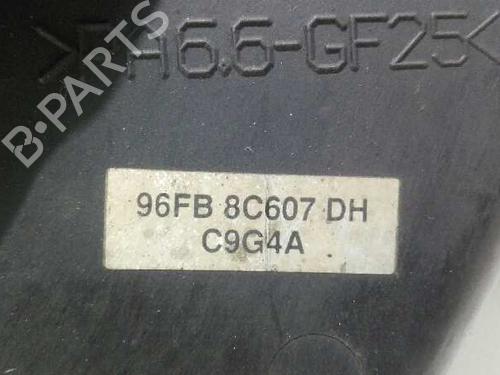 >PA6.6-GF25<
96FB 8C607 DH
C9G4A
B-PARTS